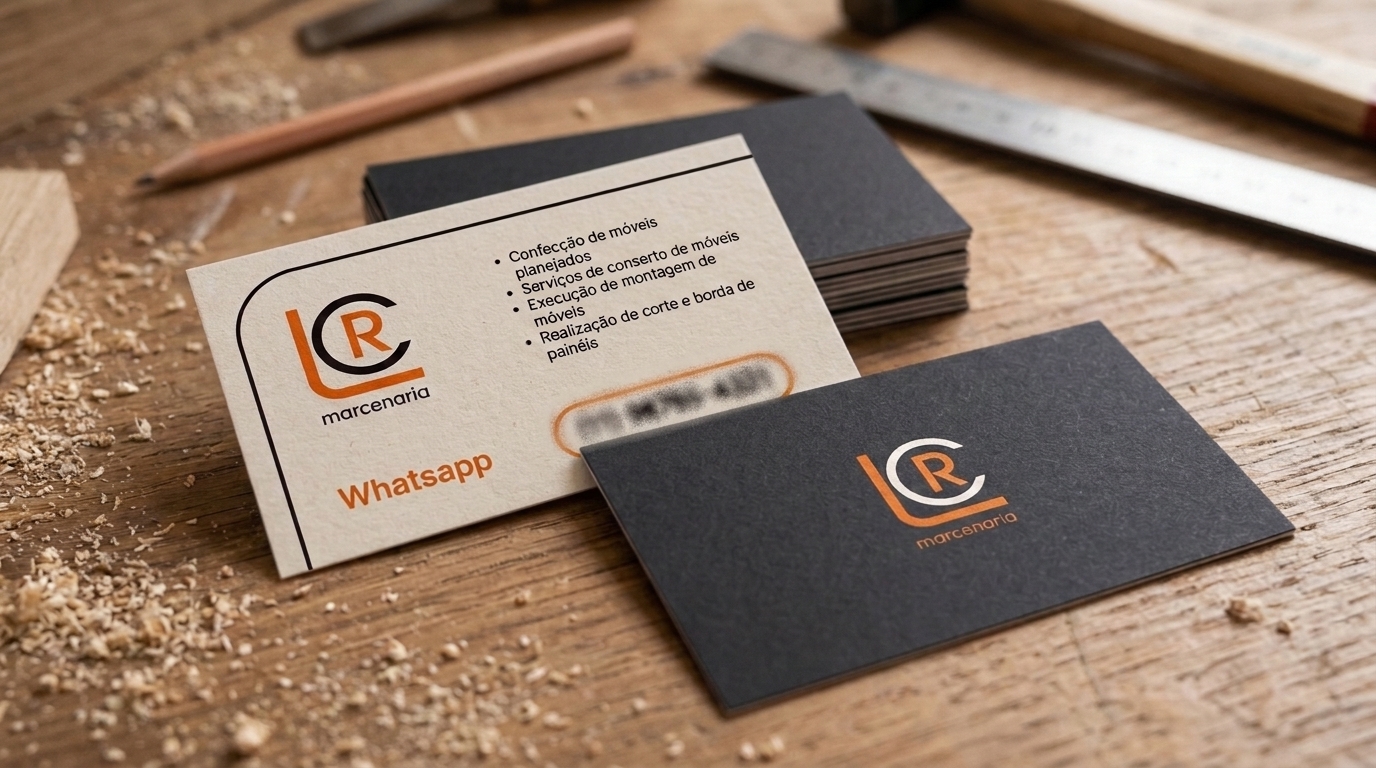 LCR
marcenaria
• Confecção de móveis
planejados
• Serviços de conserto de móveis
• Execução de montagem de
móveis
• Realização de corte e borda de
painéis
Whatsapp
LCR
marcenaria